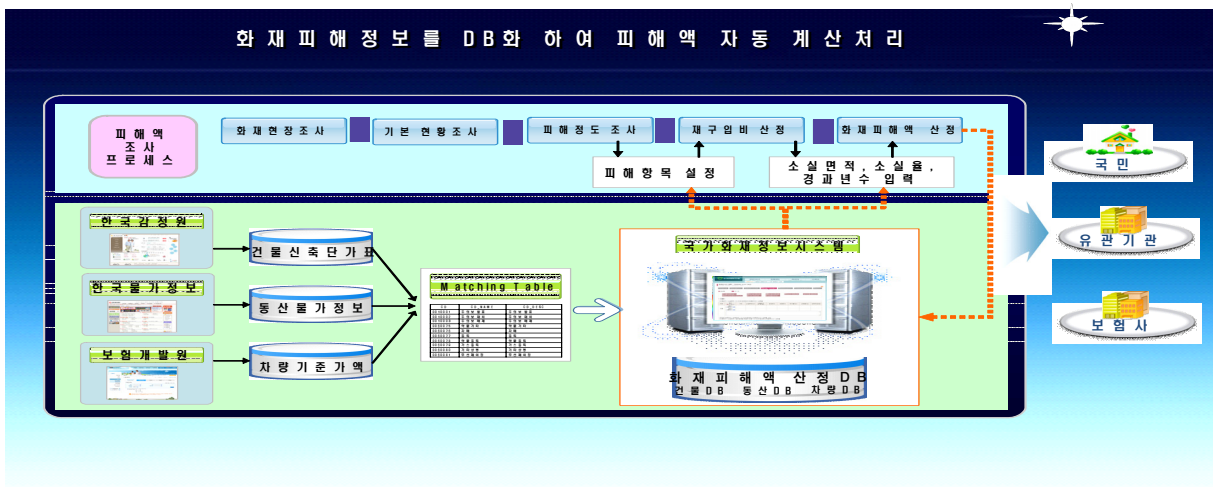 화재피해정보를 DB화 하여 피해액 자동 계산처리
피해액
조사
프로세스
화재현장조사
기본 현황조사
피해정도 조사
재구입비 산정
화재피해액 산정
피해항목 설정
소실면적, 소실율,
경과년수 입력
국민
유관기관
보험사
한국감정원
건물신축단가표
한국물가정보
동산물가정보
보험개발원
차량기준가액
Matching Table
국가화재정보시스템
화재피해액 산정DB
건물DB 동산DB 차량DB